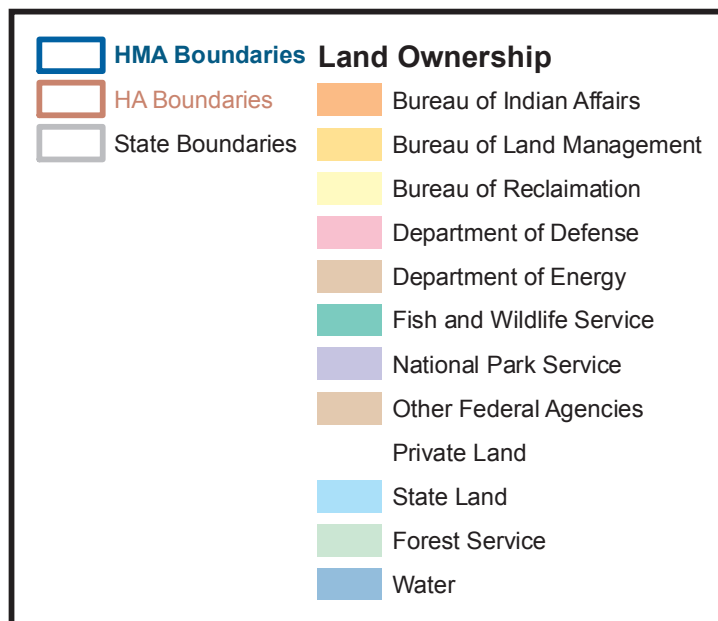 HMA Boundaries
HA Boundaries
State Boundaries
Land Ownership
Bureau of Indian Affairs
Bureau of Land Management
Bureau of Reclamation
Department of Defense
Department of Energy
Fish and Wildlife Service
National Park Service
Other Federal Agencies
Private Land
State Land
Forest Service
Water